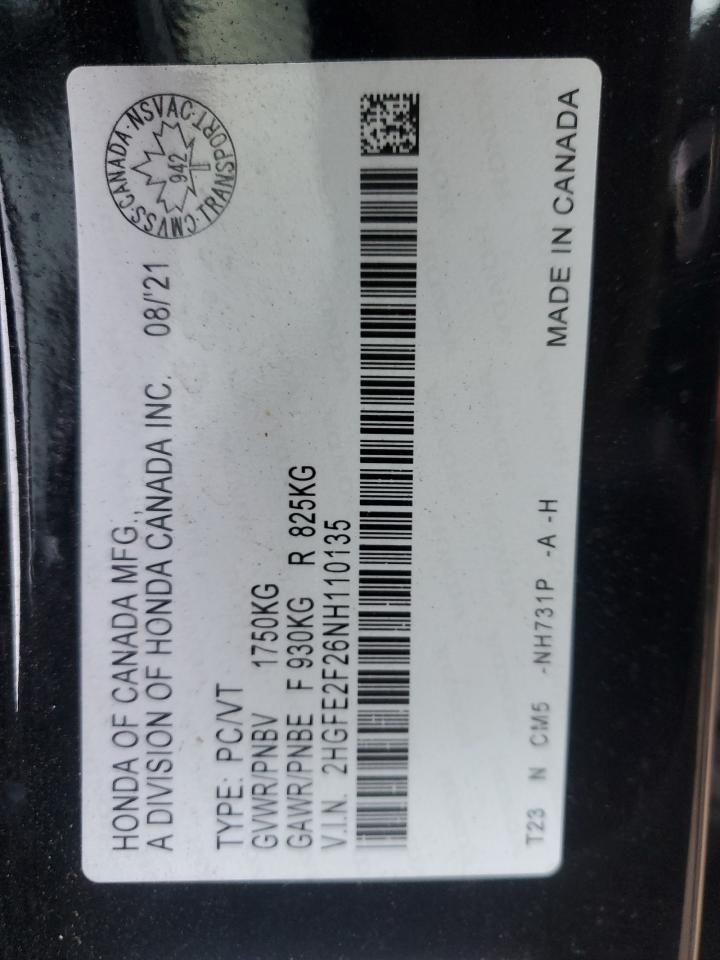 HONDA OF CANADA MFG.,
A DIVISION OF HONDA CANADA INC. 08/'21
CMVSS CANADA · NSVAC · TRANSPORT ·
942
TYPE: PC/VT
GVWR/PNBV 1750KG
GAWR/PNBE F 930KG R 825KG
V.I.N. 2HGFE2F26NH110135
T23 N CM5 -NH731P -A -H MADE IN CANADA